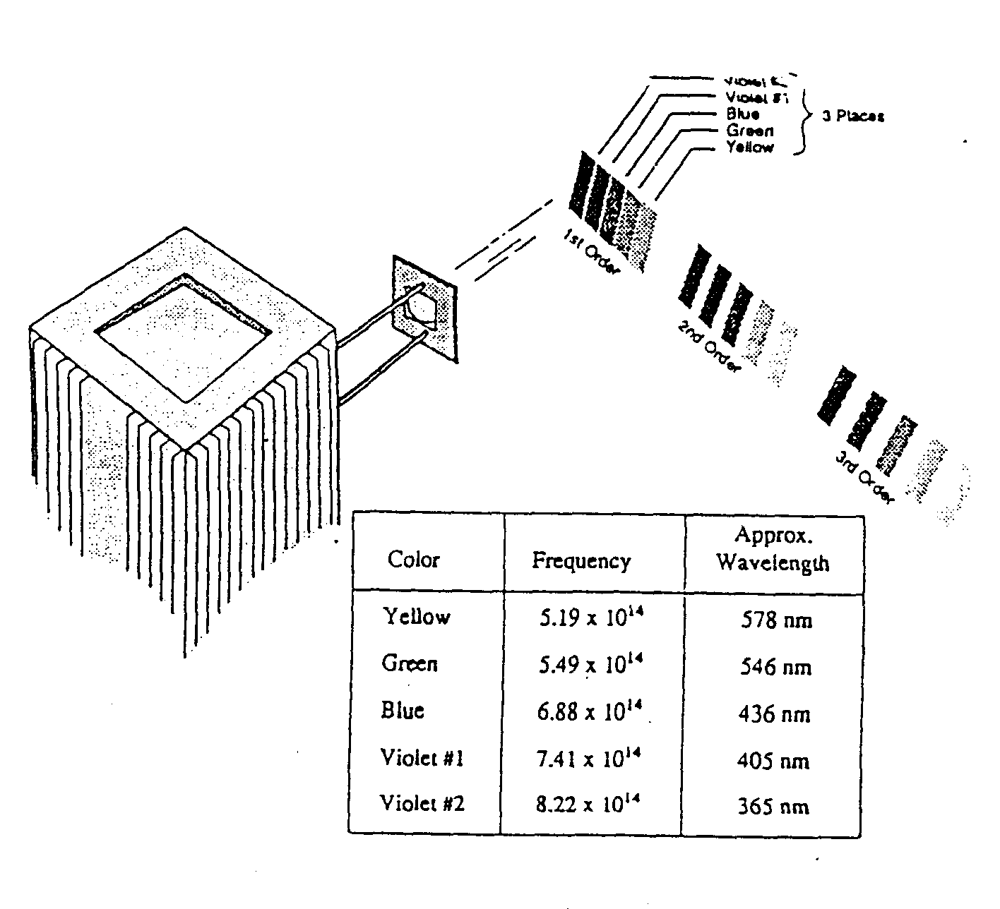 Violet
Violet #1
Blue
Green
Yellow
3 Places
1st Order
2nd Order
3rd Order
Color Frequency Approx. Wavelength
Yellow 5.19 x 10¹⁴ 578 nm
Green 5.49 x 10¹⁴ 546 nm
Blue 6.88 x 10¹⁴ 436 nm
Violet #1 7.41 x 10¹⁴ 405 nm
Violet #2 8.22 x 10¹⁴ 365 nm